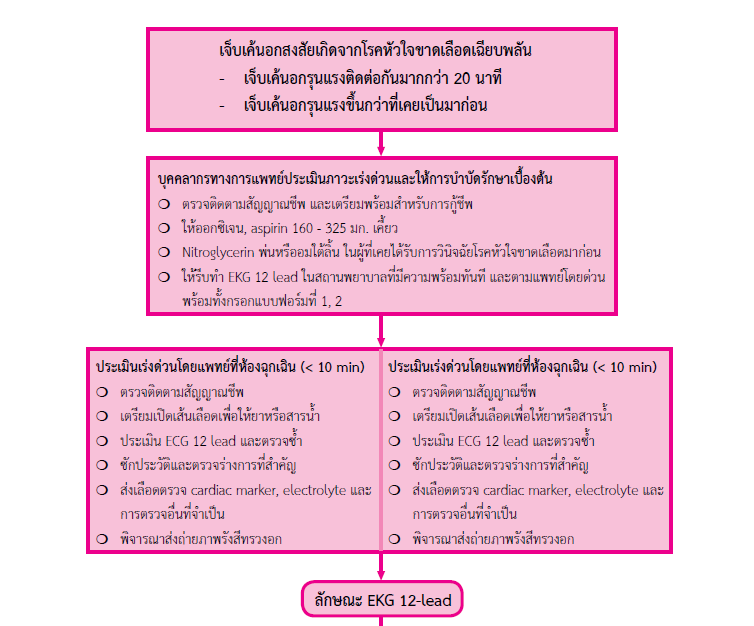 เจ็บเค้นอกสงสัยเกิดจากโรคหัวใจขาดเลือดเฉียบพลัน
- เจ็บเค้นอกรุนแรงติดต่อกันมากกว่า 20 นาที
- เจ็บเค้นอกรุนแรงขึ้นกว่าที่เคยเป็นมาก่อน
บุคคลากรทางการแพทย์ประเมินภาวะเร่งด่วนและให้การบำบัดรักษาเบื้องต้น
❍ ตรวจติดตามสัญญาณชีพ และเตรียมพร้อมสำหรับการกู้ชีพ
❍ ให้ออกซิเจน, aspirin 160 - 325 มก. เคี้ยว
❍ Nitroglycerin พ่นหรืออมใต้ลิ้น ในผู้ที่เคยได้รับการวินิจฉัยโรคหัวใจขาดเลือดมาก่อน
❍ ให้รีบทำ EKG 12 lead ในสถานพยาบาลที่มีความพร้อมทันที และตามแพทย์โดยด่วน
พร้อมทั้งกรอกแบบฟอร์มที่ 1, 2
ประเมินเร่งด่วนโดยแพทย์ที่ห้องฉุกเฉิน (< 10 min)
❍ ตรวจติดตามสัญญาณชีพ
❍ เตรียมเปิดเส้นเลือดเพื่อให้ยาหรือสารน้ำ
❍ ประเมิน ECG 12 lead และตรวจซ้ำ
❍ ซักประวัติและตรวจร่างการที่สำคัญ
❍ ส่งเลือดตรวจ cardiac marker, electrolyte และ
การตรวจอื่นที่จำเป็น
❍ พิจารณาส่งถ่ายภาพรังสีทรวงอก
ประเมินเร่งด่วนโดยแพทย์ที่ห้องฉุกเฉิน (< 10 min)
❍ ตรวจติดตามสัญญาณชีพ
❍ เตรียมเปิดเส้นเลือดเพื่อให้ยาหรือสารน้ำ
❍ ประเมิน ECG 12 lead และตรวจซ้ำ
❍ ซักประวัติและตรวจร่างการที่สำคัญ
❍ ส่งเลือดตรวจ cardiac marker, electrolyte และ
การตรวจอื่นที่จำเป็น
❍ พิจารณาส่งถ่ายภาพรังสีทรวงอก
ลักษณะ EKG 12-lead